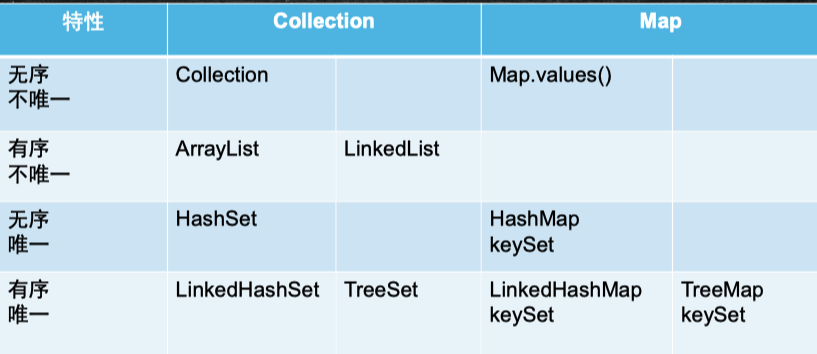 特性 Collection Map
无序 Collection Map.values()
不唯一
有序 ArrayList LinkedList
不唯一
无序 HashSet HashMap
唯一 keySet
有序 LinkedHashSet TreeSet LinkedHashMap TreeMap
唯一 keySet keySet